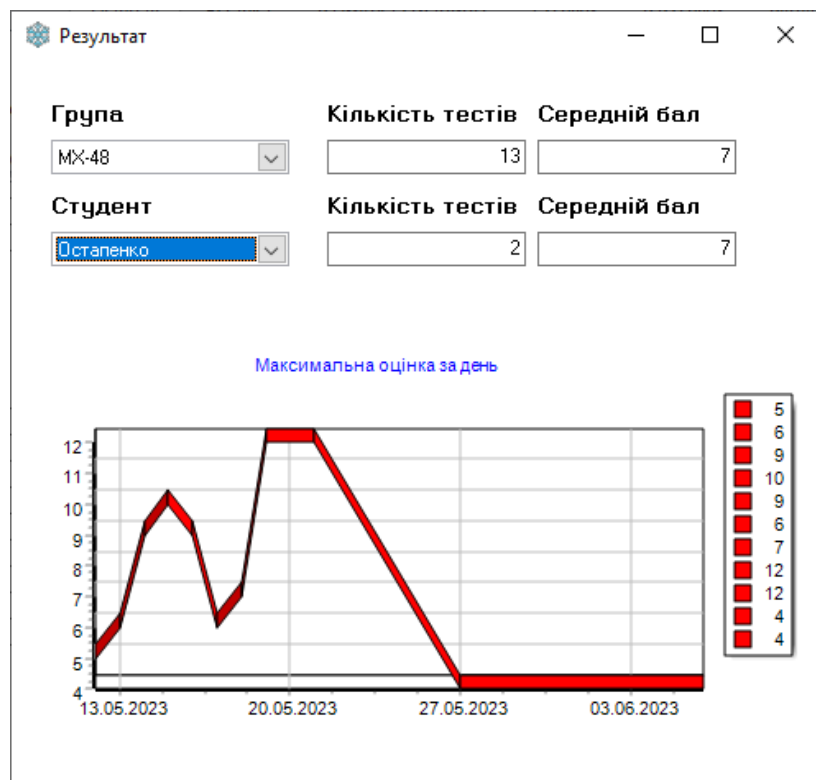 Результат
Група Кількість тестів Середній бал
МХ-48 13 7
Студент Кількість тестів Середній бал
Остапенко 2 7
Максимальна оцінка за день
12
11
10
9
8
7
6
5
4
13.05.2023 20.05.2023 27.05.2023 03.06.2023
5
6
9
10
9
6
7
12
12
4
4